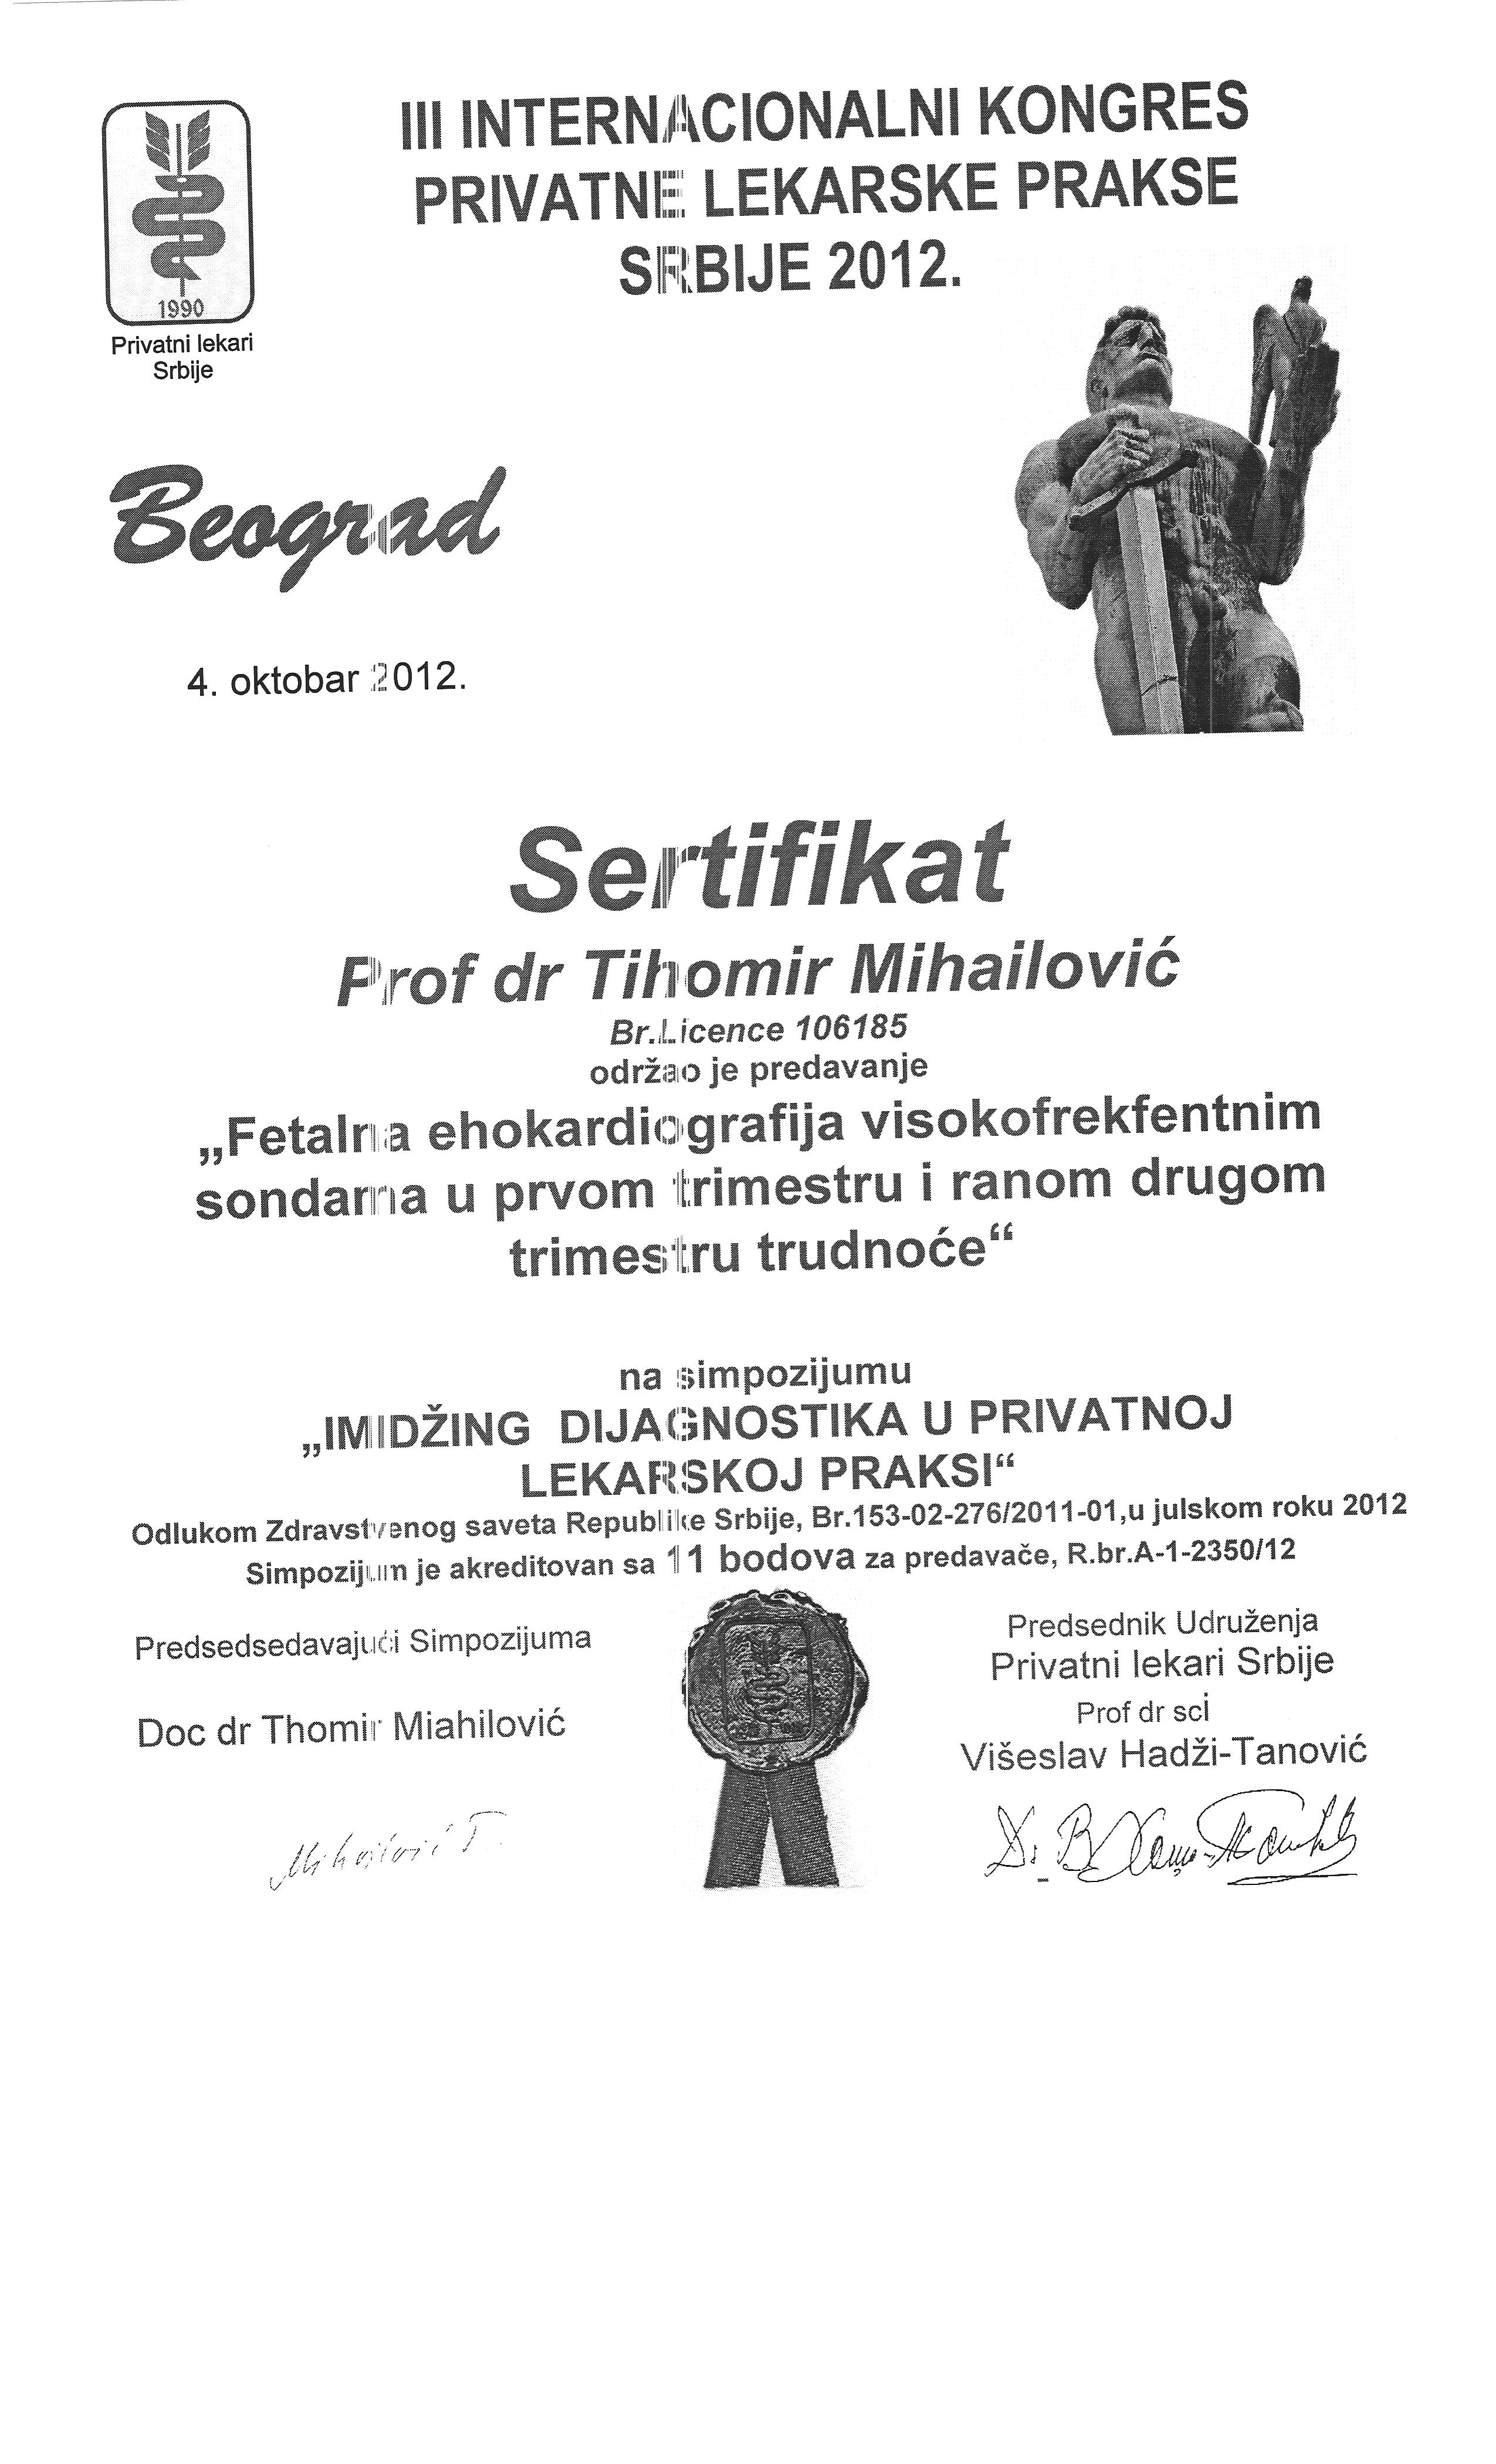 III INTERNACIONALNI KONGRES
PRIVATNE LEKARSKE PRAKSE
SRBIJE 2012.
1990
Privatni lekari
Srbije
Beograd
4. oktobar 2012.
Sertifikat
Prof dr Tihomir Mihailović
Br.Licence 106185
održao je predavanje
„Fetalna ehokardiografija visokofrekfentnim
sondama u prvom trimestru i ranom drugom
trimestru trudnoće“
na simpozijumu
„IMIDŽING DIJAGNOSTIKA U PRIVATNOJ
LEKARSKOJ PRAKSI“
Odlukom Zdravstvenog saveta Republike Srbije, Br.153-02-276/2011-01,u julskom roku 2012
Simpozijum je akreditovan sa 11 bodova za predavače, R.br.A-1-2350/12
Predsedsedavajući Simpozijuma
Doc dr Thomir Miahilović
Predsednik Udruženja
Privatni lekari Srbije
Prof dr sci
Višeslav Hadži-Tanović
Mihailović T.